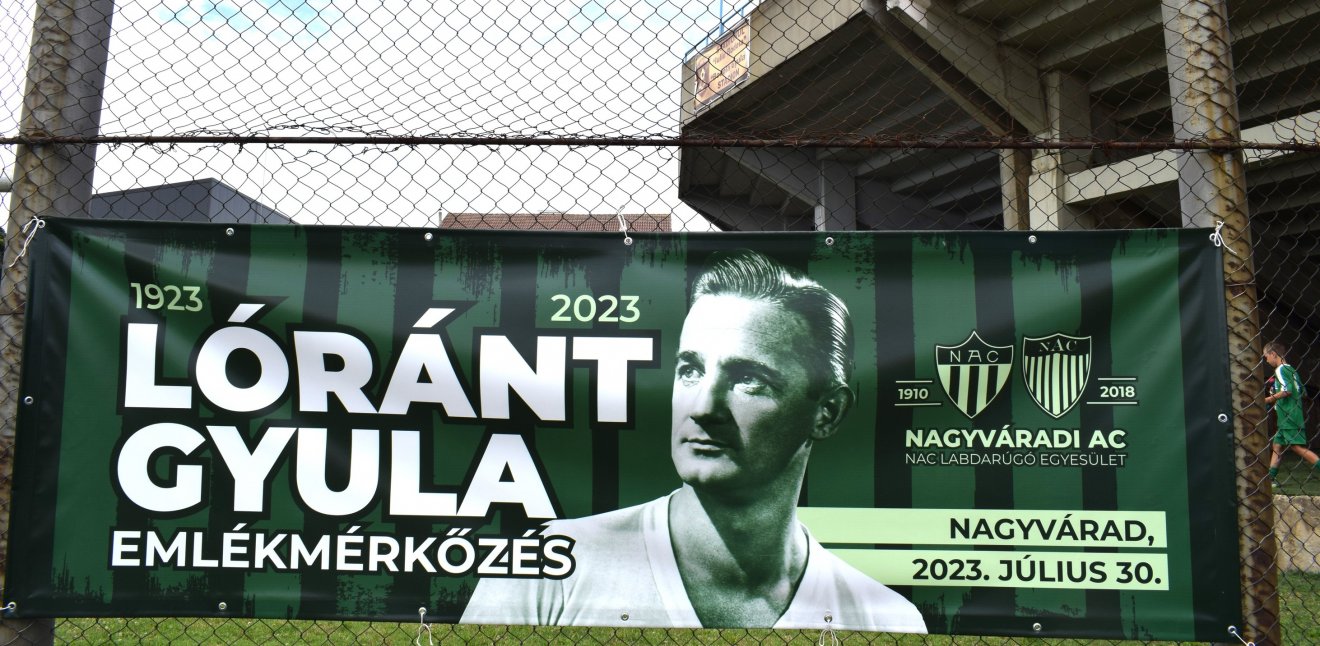 1923
2023
LÓRÁNT
GYULA
EMLÉKMÉRKŐZÉS
NAC
NAC
1910
2018
NAGYVÁRADI AC
NAC LABDARÚGÓ EGYESÜLET
NAGYVÁRAD,
2023. JÚLIUS 30.